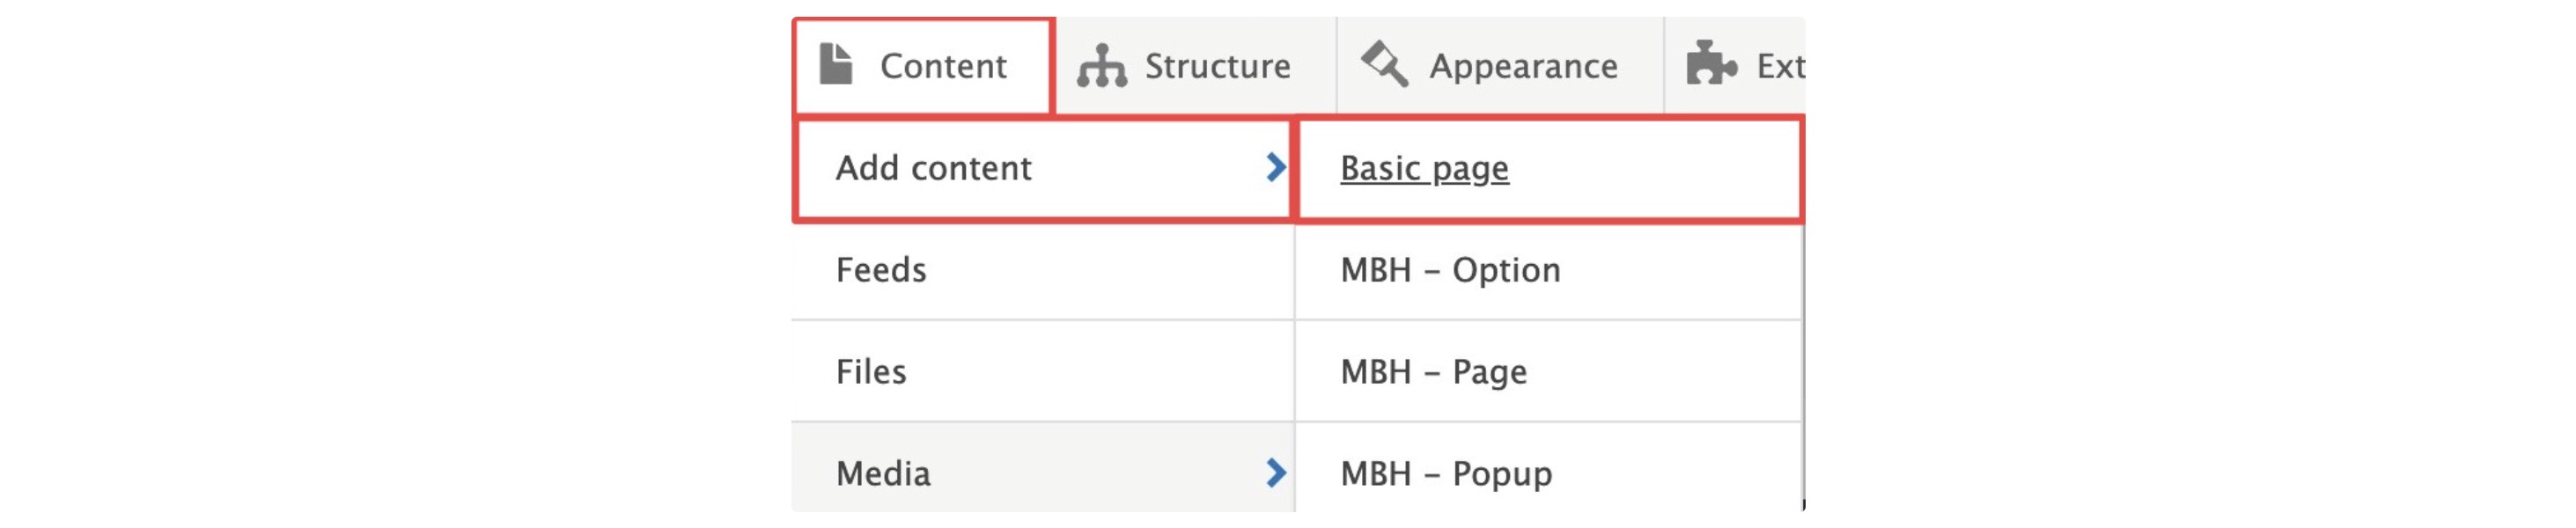 Content Structure Appearance Ext
Add content Basic page
Feeds MBH – Option
Files MBH – Page
Media MBH – Popup